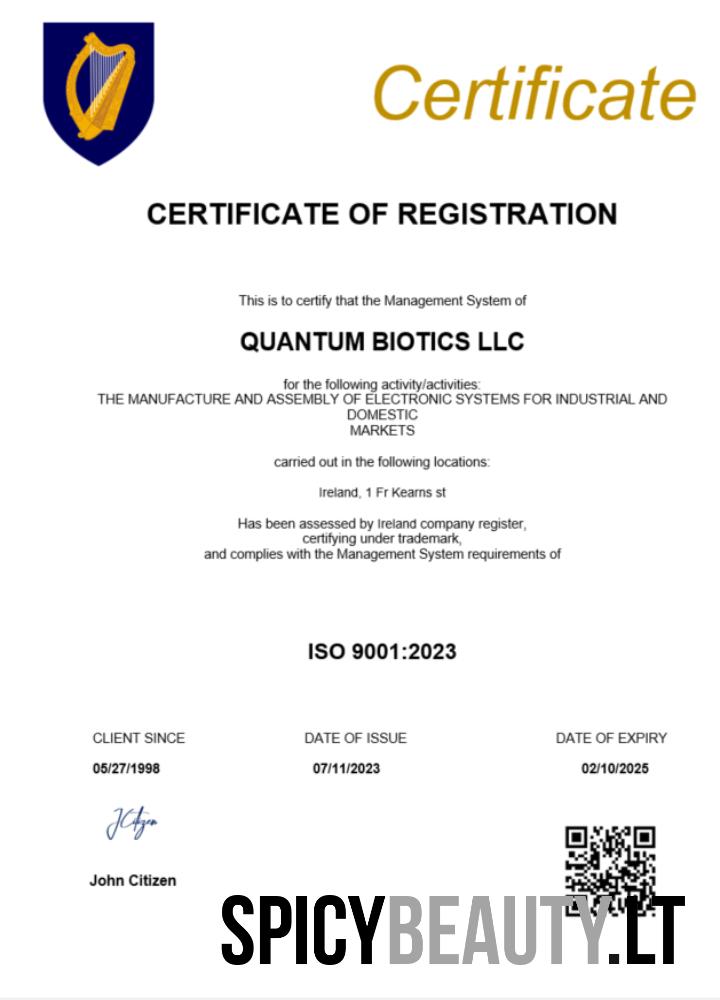 Certificate
CERTIFICATE OF REGISTRATION
This is to certify that the Management System of
QUANTUM BIOTICS LLC
for the following activity/activities:
THE MANUFACTURE AND ASSEMBLY OF ELECTRONIC SYSTEMS FOR INDUSTRIAL AND
DOMESTIC
MARKETS
carried out in the following locations:
Ireland, 1 Fr Kearns st
Has been assessed by Ireland company register,
certifying under trademark,
and complies with the Management System requirements of
ISO 9001:2023
CLIENT SINCE DATE OF ISSUE DATE OF EXPIRY
05/27/1998 07/11/2023 02/10/2025
JCitizen
John Citizen
SPICYBEAUTY.LT